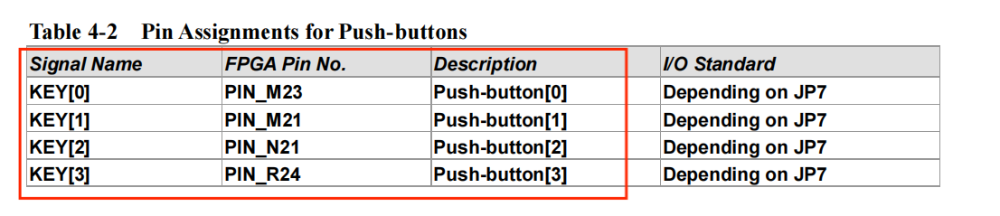 Table 4-2 Pin Assignments for Push-buttons
Signal Name FPGA Pin No. Description I/O Standard
KEY[0] PIN_M23 Push-button[0] Depending on JP7
KEY[1] PIN_M21 Push-button[1] Depending on JP7
KEY[2] PIN_N21 Push-button[2] Depending on JP7
KEY[3] PIN_R24 Push-button[3] Depending on JP7